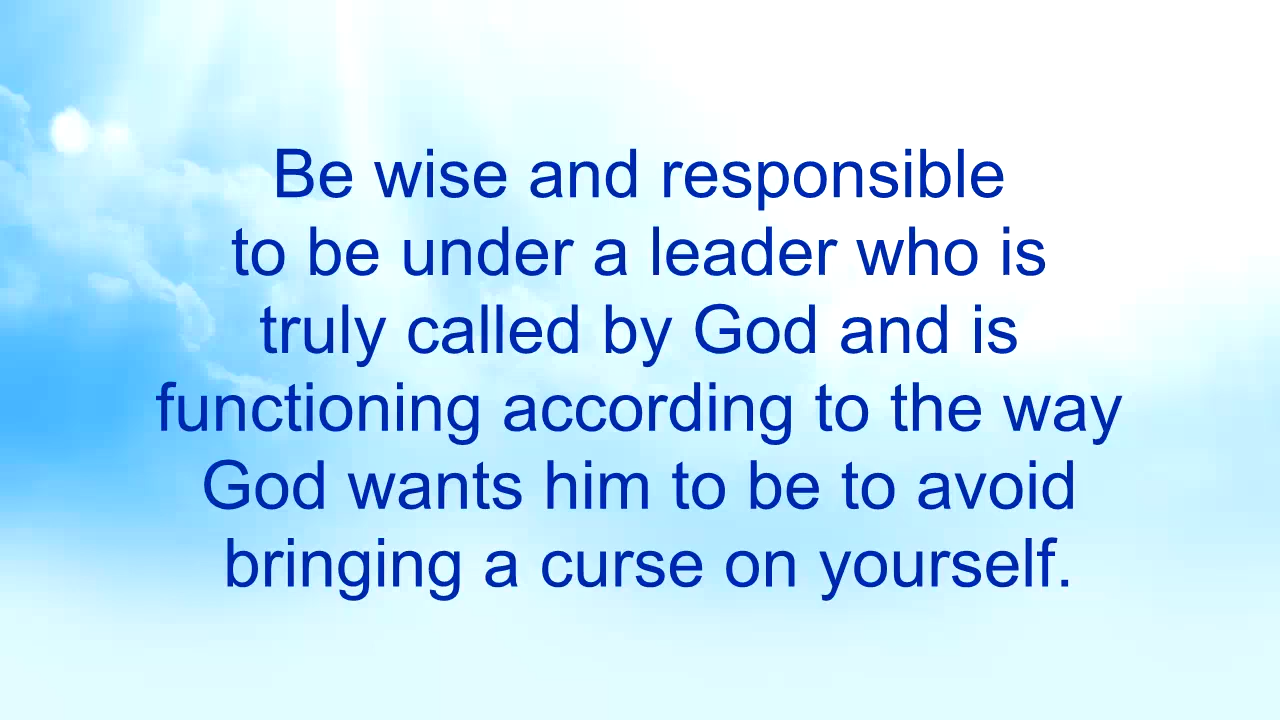 Be wise and responsible
to be under a leader who is
truly called by God and is
functioning according to the way
God wants him to be to avoid
bringing a curse on yourself.